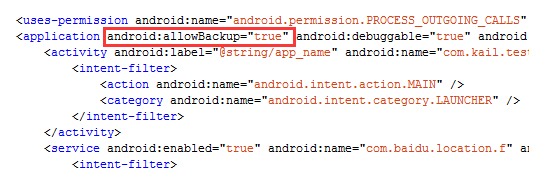 <uses-permission android:name="android.permission.PROCESS_OUTGOING_CALLS"
<application android:allowBackup="true" android:debuggable="true" android
<activity android:label="@string/app_name" android:name="com.kail.test
<intent-filter>
<action android:name="android.intent.action.MAIN" />
<category android:name="android.intent.category.LAUNCHER" />
</intent-filter>
</activity>
<service android:enabled="true" android:name="com.baidu.location.f" an
<intent-filter>